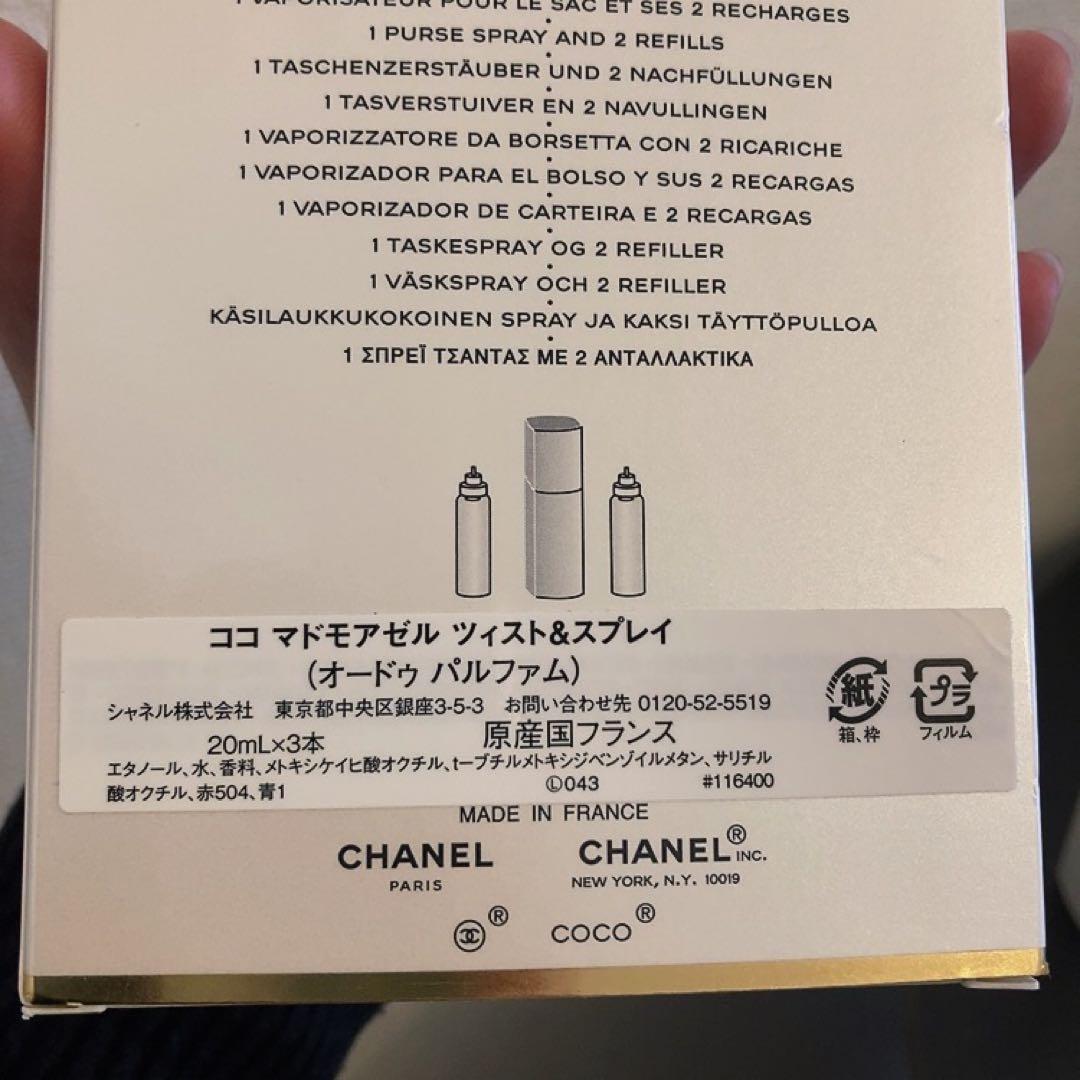 1 VAPORISATEUR POUR LE SAC ET SES 2 RECHARGES
1 PURSE SPRAY AND 2 REFILLS
1 TASCHENZERSTÄUBER UND 2 NACHFÜLLUNGEN
1 TASVERSTUIVER EN 2 NAVULLINGEN
1 VAPORIZZATORE DA BORSETTA CON 2 RICARICHE
1 VAPORIZADOR PARA EL BOLSO Y SUS 2 RECARGAS
1 VAPORIZADOR DE CARTEIRA E 2 RECARGAS
1 TASKESPRAY OG 2 REFILLER
1 VÄSKSPRAY OCH 2 REFILLER
KÄSILAUKKUKOKOINEN SPRAY JA KAKSI TÄYTTÖPULLOA
1 ΣΠΡΕΪ ΤΣΑΝΤΑΣ ΜΕ 2 ΑΝΤΑΛΛΑΚΤΙΚΑ
ココ マドモアゼル ツィスト&スプレイ
(オードゥ パルファム)
シャネル株式会社 東京都中央区銀座3-5-3 お問い合わせ先 0120-52-5519
20mL×3本 原産国フランス
エタノール、水、香料、メトキシケイヒ酸オクチル、t-ブチルメトキシジベンゾイルメタン、サリチル
酸オクチル、赤504、青1 Ⓛ043 #116400
紙
箱、枠
プラ
フィルム
MADE IN FRANCE
CHANEL
PARIS
CHANEL® INC.
NEW YORK, N.Y. 10019
®
COCO®